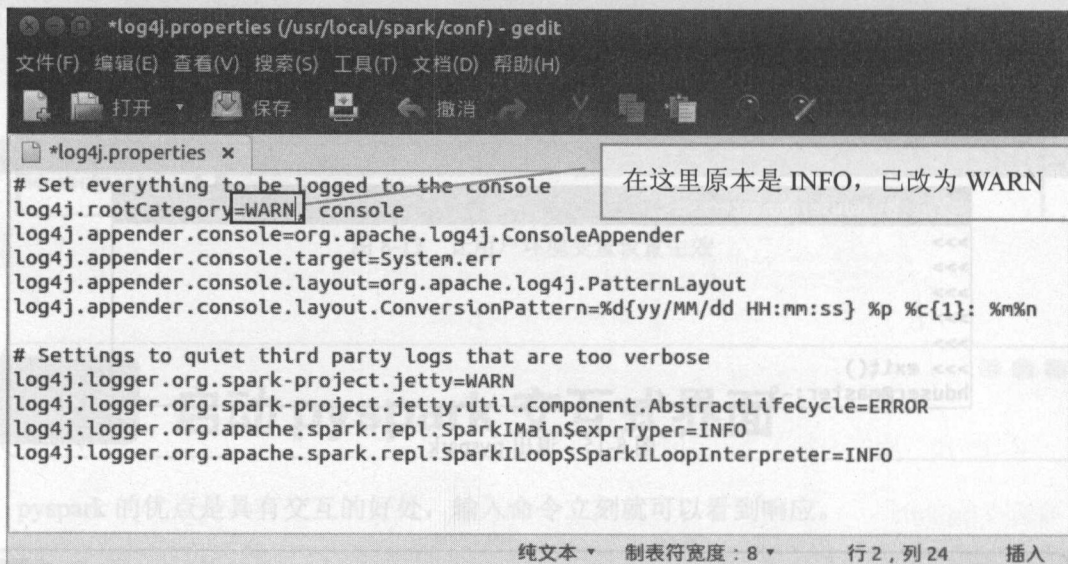 *log4j.properties (/usr/local/spark/conf) - gedit
文件(F) 编辑(E) 查看(V) 搜索(S) 工具(T) 文档(D) 帮助(H)
打开 保存 撤消
*log4j.properties ×
在这里原本是 INFO，已改为 WARN
# Set everything to be logged to the console
log4j.rootCategory=WARN, console
log4j.appender.console=org.apache.log4j.ConsoleAppender
log4j.appender.console.target=System.err
log4j.appender.console.layout=org.apache.log4j.PatternLayout
log4j.appender.console.layout.ConversionPattern=%d{yy/MM/dd HH:mm:ss} %p %c{1}: %m%n
# Settings to quiet third party logs that are too verbose
log4j.logger.org.spark-project.jetty=WARN
log4j.logger.org.spark-project.jetty.util.component.AbstractLifeCycle=ERROR
log4j.logger.org.apache.spark.repl.SparkIMain$exprTyper=INFO
log4j.logger.org.apache.spark.repl.SparkILoop$SparkILoopInterpreter=INFO
pyspark 的优点是具有交互的好处，输入命令立刻就可以看到响应。
纯文本 制表符宽度：8 行 2，列 24 插入